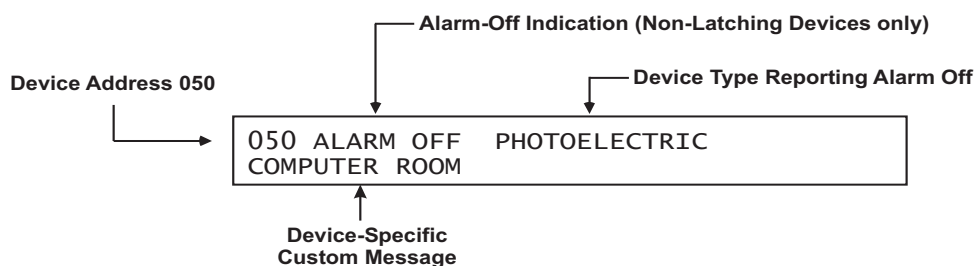 Alarm-Off Indication (Non-Latching Devices only)
Device Address 050
Device Type Reporting Alarm Off
050 ALARM OFF PHOTOELECTRIC
COMPUTER ROOM
Device-Specific
Custom Message